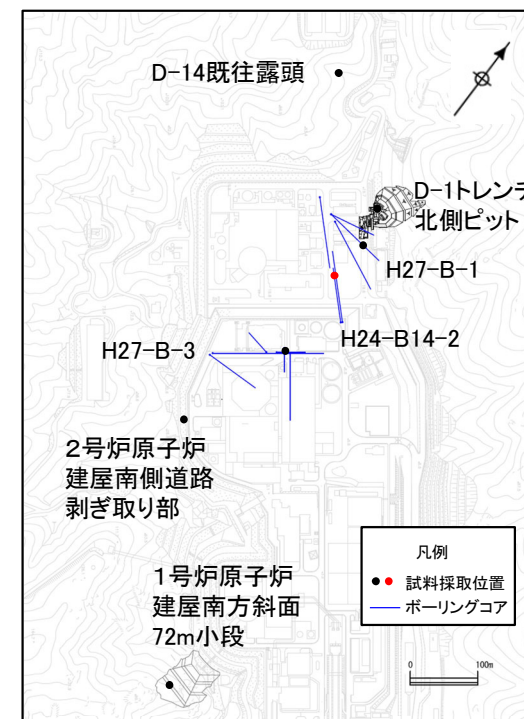 D-14既往露頭
D-1トレンチ
北側ピット
H27-B-1
H24-B14-2
H27-B-3
2号炉原子炉
建屋南側道路
剥ぎ取り部
1号炉原子炉
建屋南方斜面
72m小段
凡例
試料採取位置
ボーリングコア
0 100m